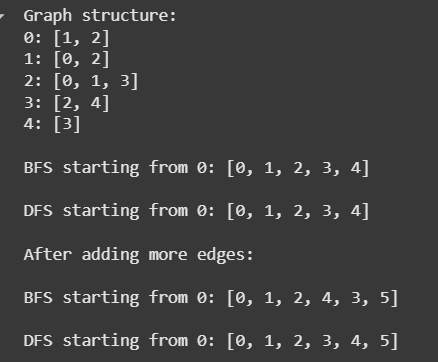 Graph structure:
0: [1, 2]
1: [0, 2]
2: [0, 1, 3]
3: [2, 4]
4: [3]
BFS starting from 0: [0, 1, 2, 3, 4]
DFS starting from 0: [0, 1, 2, 3, 4]
After adding more edges:
BFS starting from 0: [0, 1, 2, 4, 3, 5]
DFS starting from 0: [0, 1, 2, 3, 4, 5]